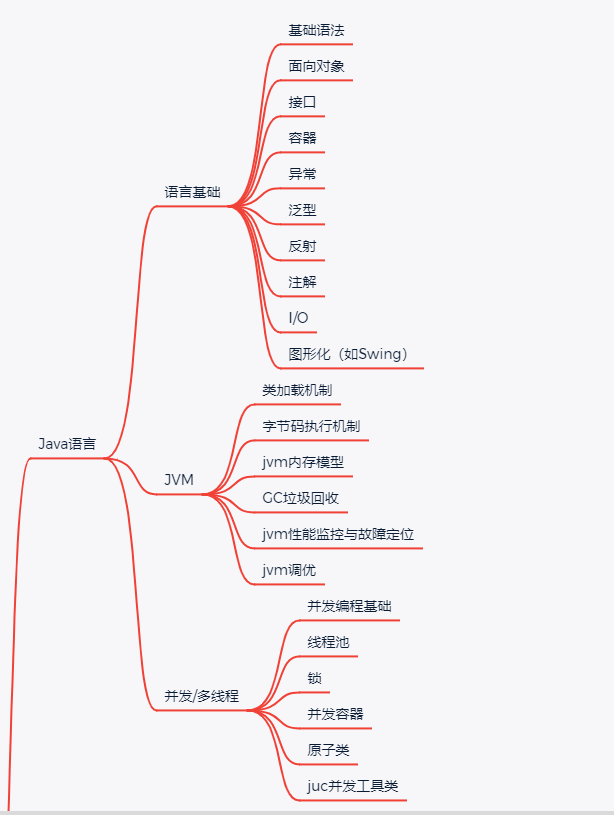 基础语法
面向对象
接口
容器
异常
语言基础
泛型
反射
注解
I/O
图形化（如Swing）
类加载机制
字节码执行机制
Java语言
jvm内存模型
JVM
GC垃圾回收
jvm性能监控与故障定位
jvm调优
并发编程基础
线程池
锁
并发/多线程
并发容器
原子类
juc并发工具类